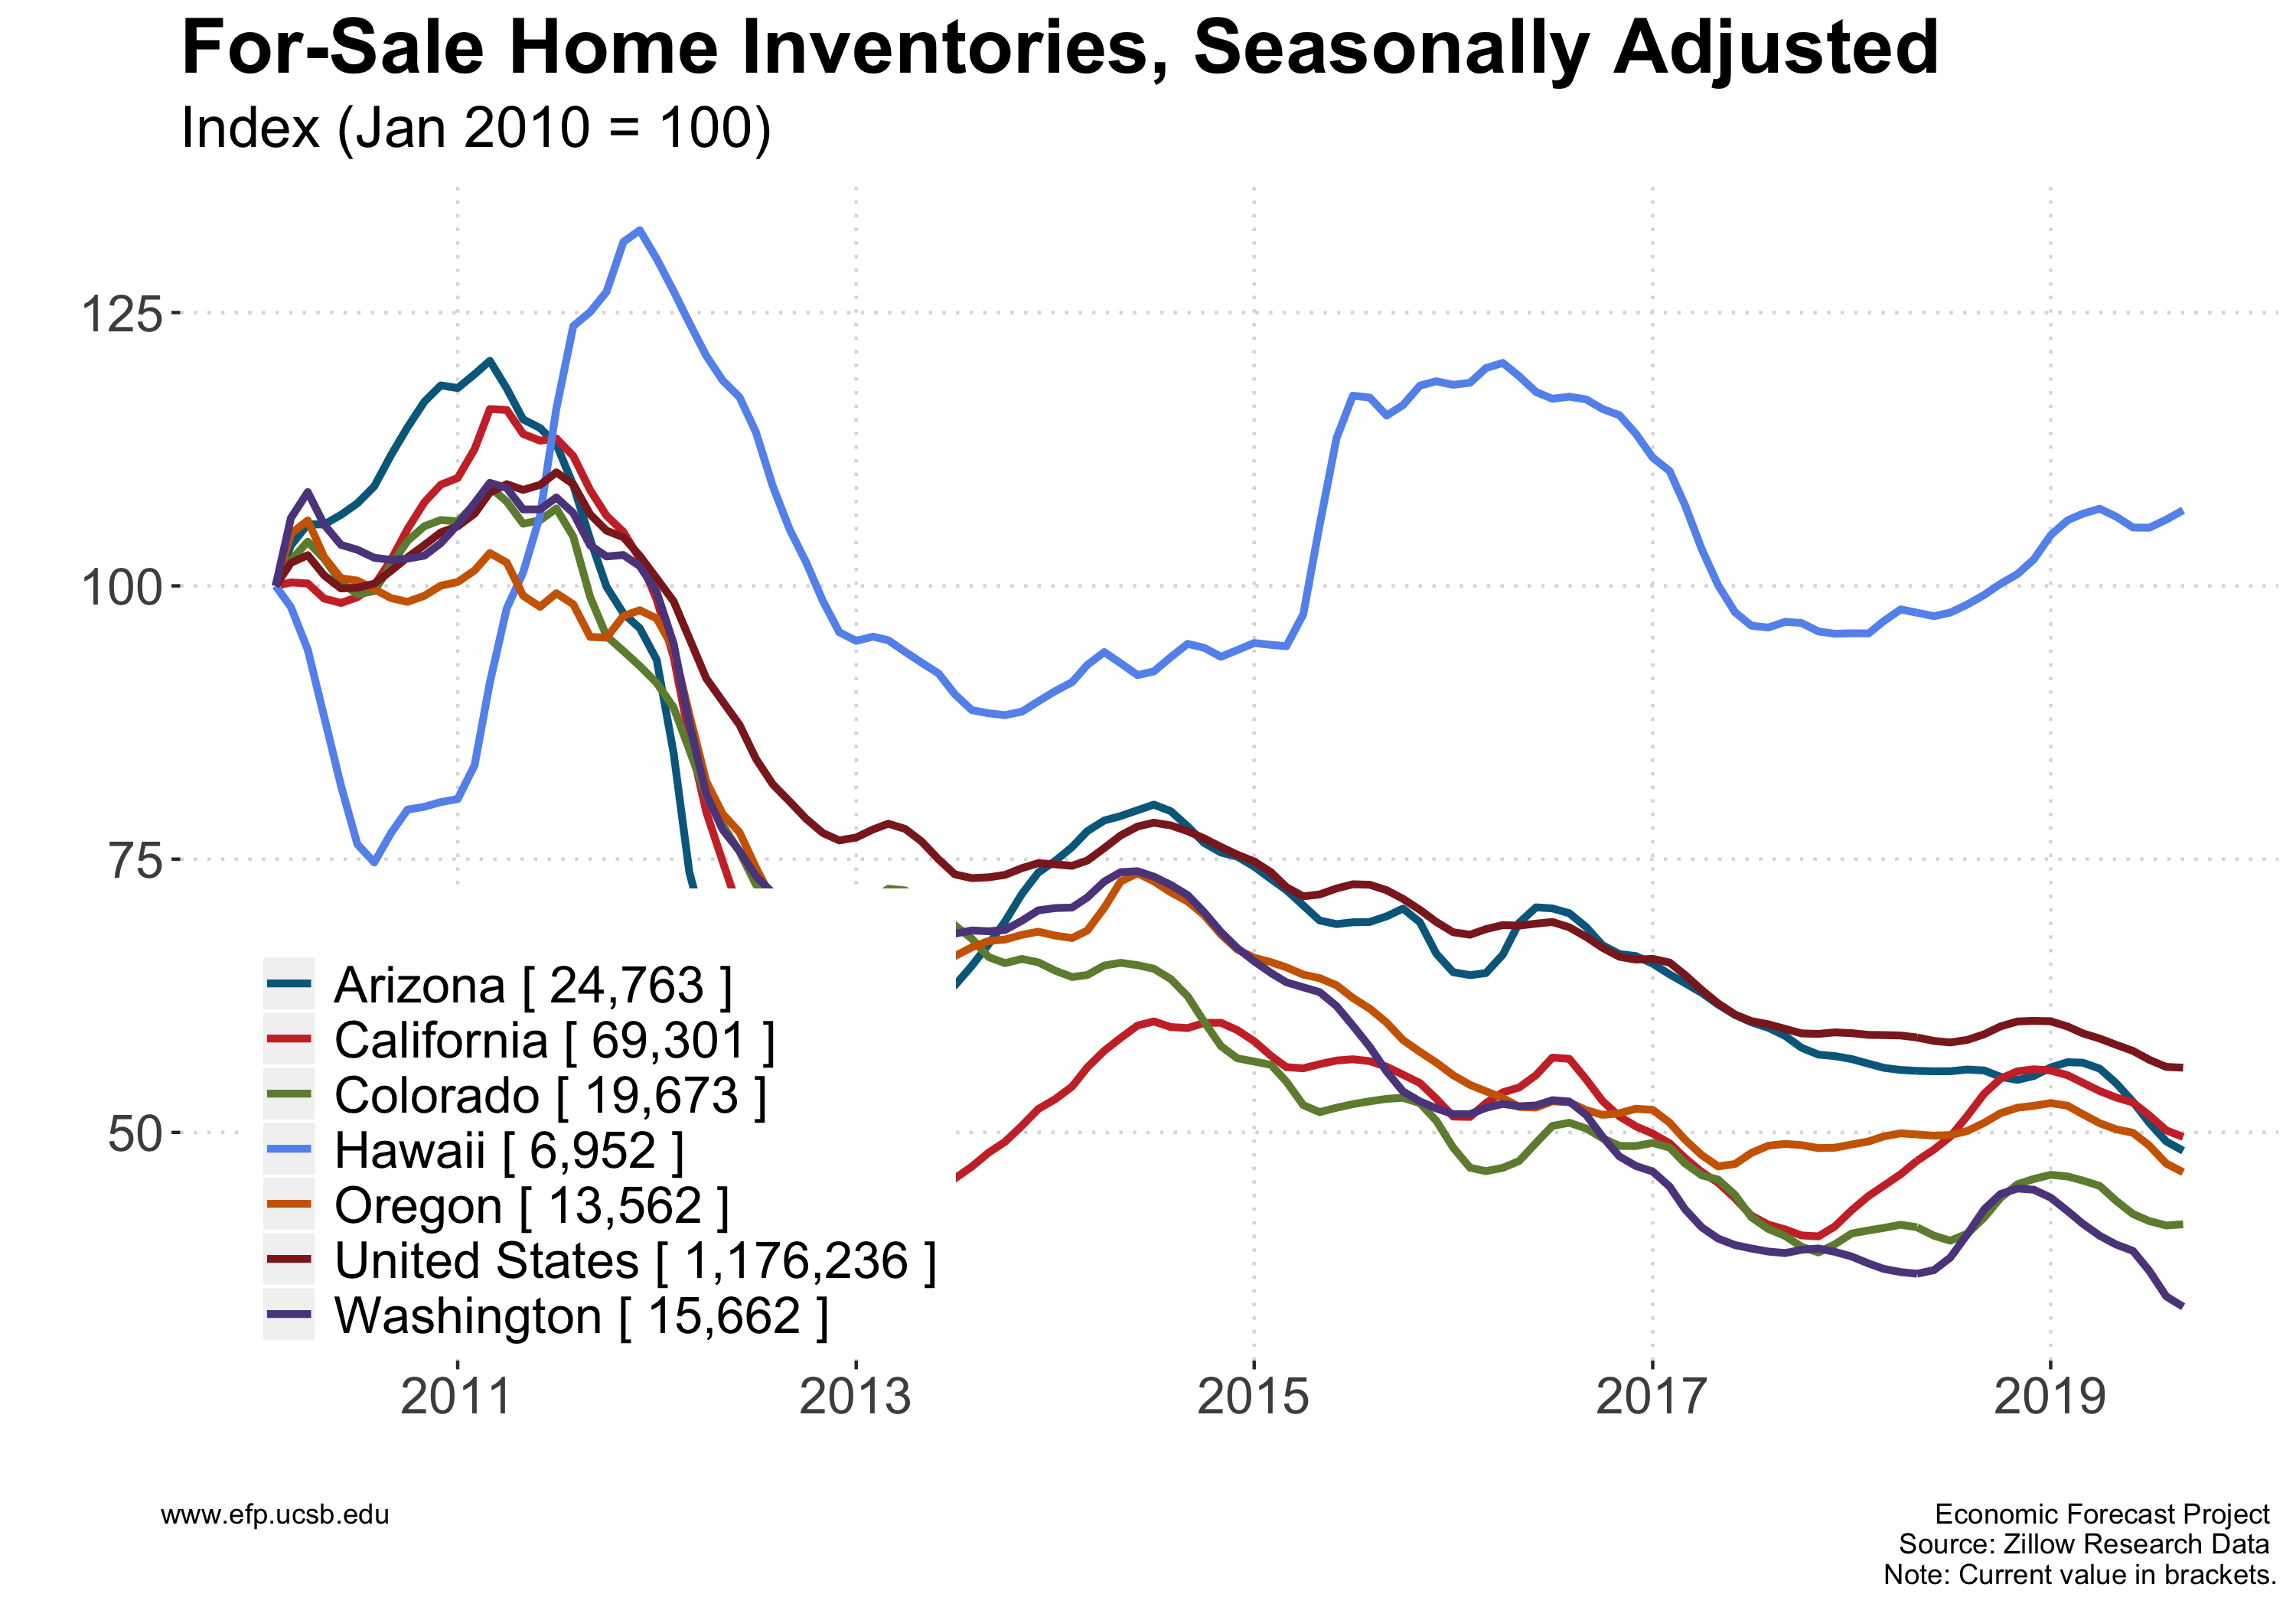 For-Sale Home Inventories, Seasonally Adjusted
Index (Jan 2010 = 100)
125
100
75
50
Arizona [ 24,763 ]
California [ 69,301 ]
Colorado [ 19,673 ]
Hawaii [ 6,952 ]
Oregon [ 13,562 ]
United States [ 1,176,236 ]
Washington [ 15,662 ]
2011 2013 2015 2017 2019
www.efp.ucsb.edu
Economic Forecast Project
Source: Zillow Research Data
Note: Current value in brackets.